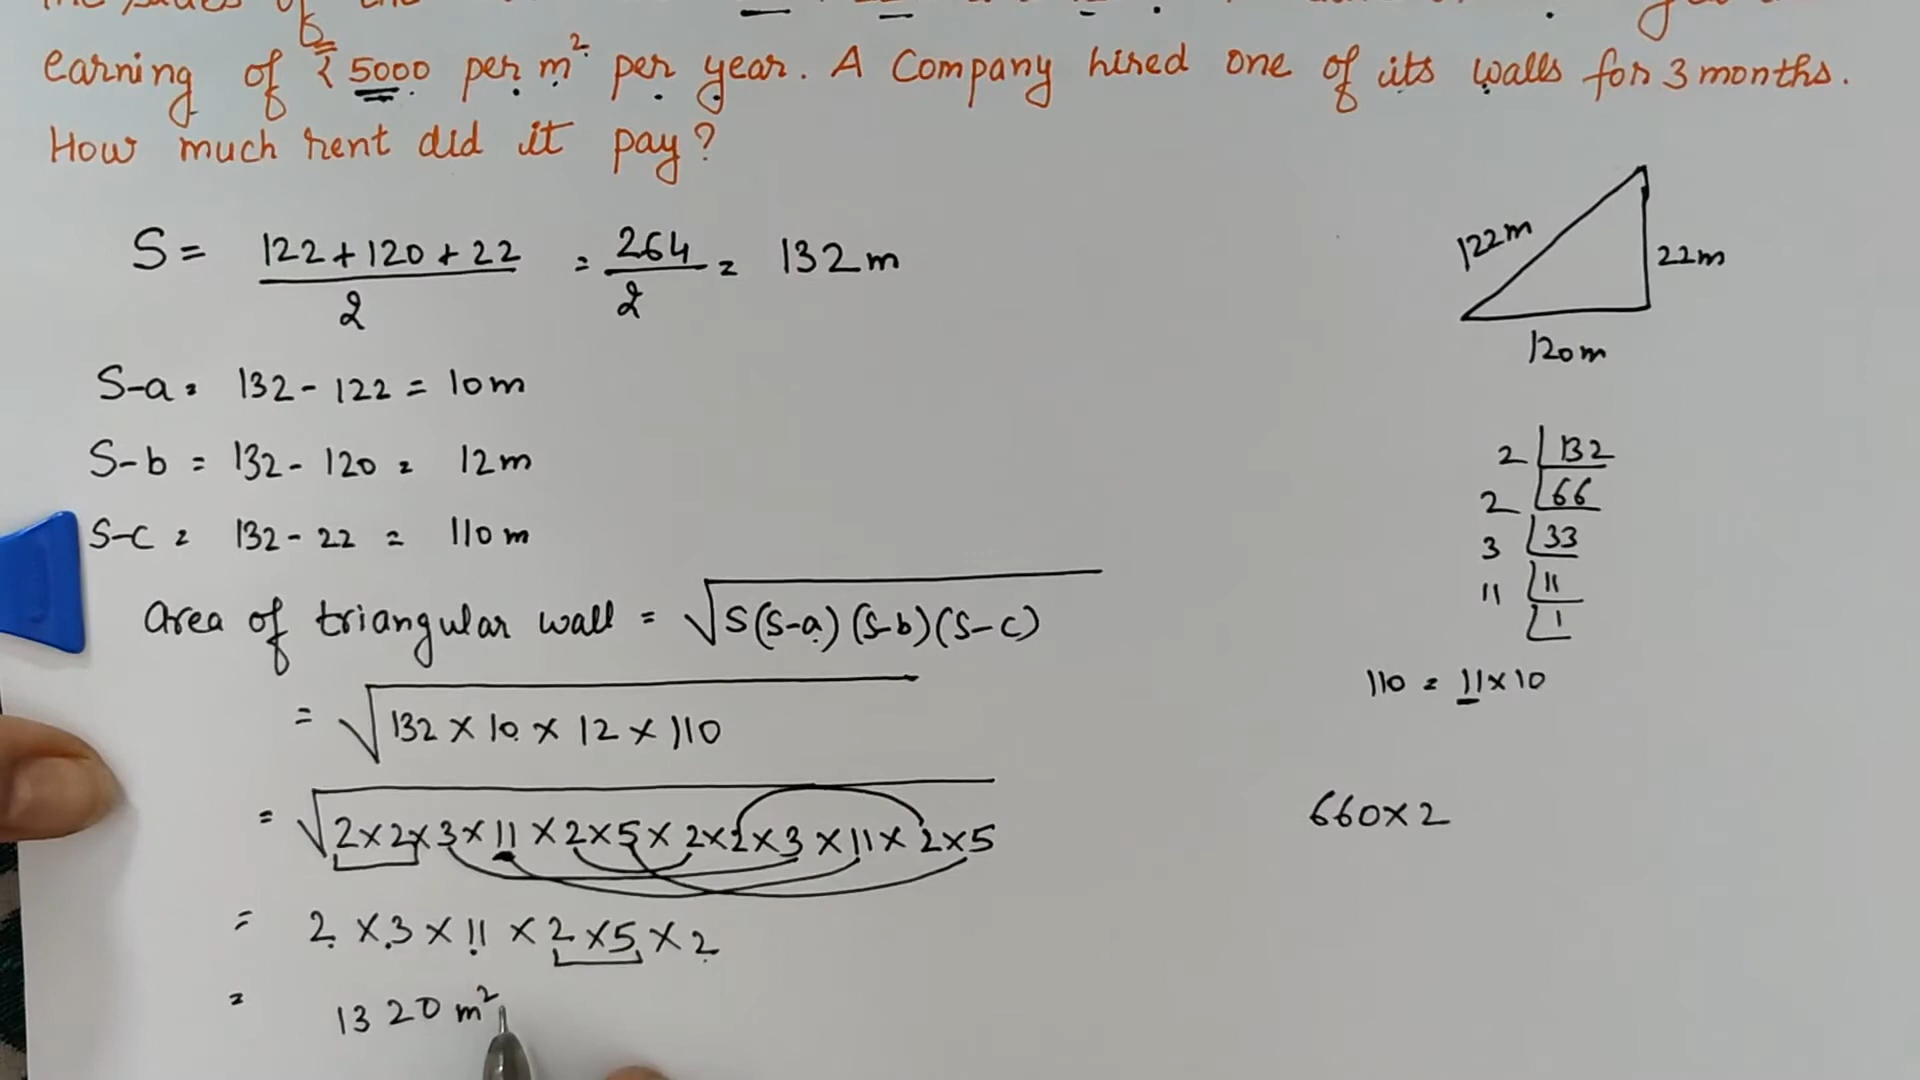 earning of ₹ 5000 per m² per year. A Company hired one of its walls for 3 months.
How much rent did it pay?
S = 122+120+22 / 2 = 264 / 2 = 132m
S-a = 132 - 122 = 10m
S-b = 132 - 120 = 12m
S-c = 132 - 22 = 110m
area of triangular wall = √S(S-a)(S-b)(S-c)
= √132 × 10 × 12 × 110
= √2×2×3×11×2×5×2×2×3×11×2×5
= 2 × 3 × 11 × 2 × 5 × 2
= 1320 m²
122m
22m
120m
2 132
2 66
3 33
11 11
1
110 = 11×10
660×2